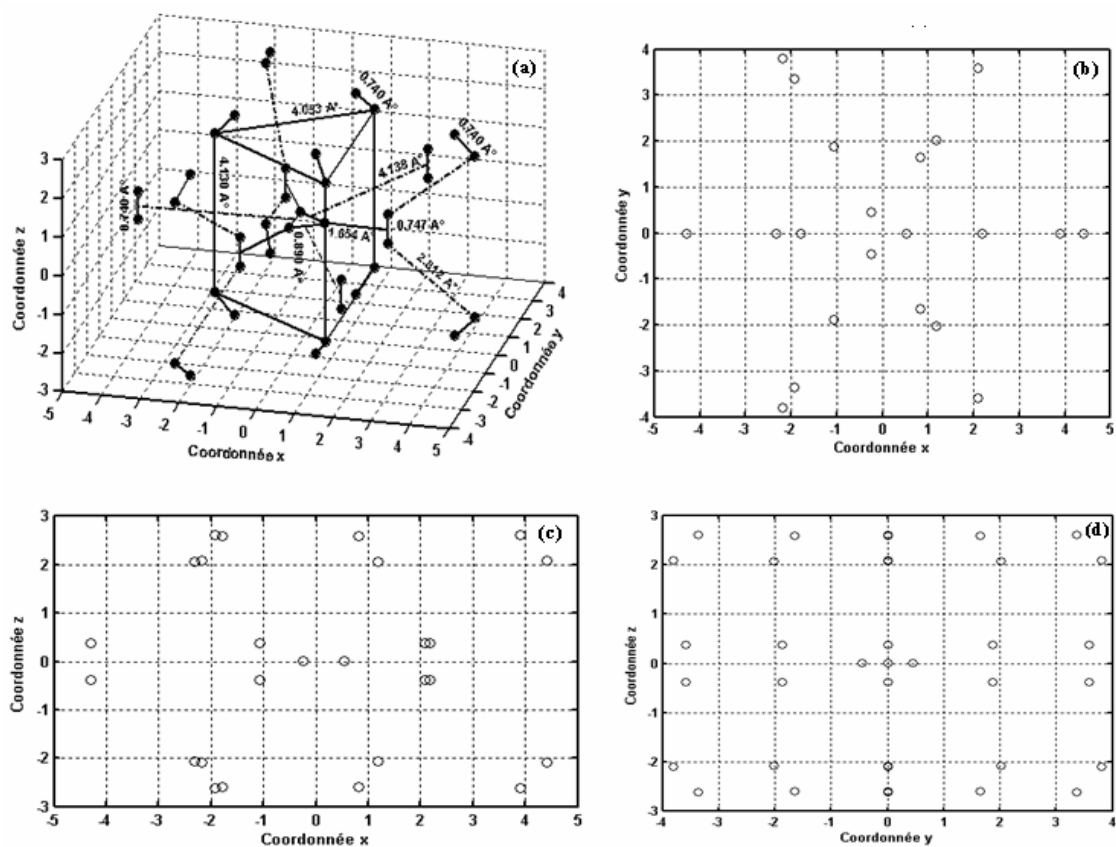 (a)
0.740 A°
4.053 A°
0.740 A°
4.130 A°
4.138 A°
0.740 A°
0.747 A°
1.654 A
0.890 A°
2.812 A°
Coordonnée z
3
2
1
0
-1
-2
-3
-5
-4
-3
-2
-1
0
1
2
3
4
5
Coordonnée x
4
3
2
1
0
-1
-2
-3
-4
Coordonnée y
(b)
4
3
2
1
0
-1
-2
-3
-4
Coordonnée y
-5 -4 -3 -2 -1 0 1 2 3 4 5
Coordonnée x
(c)
3
2
1
0
-1
-2
-3
Coordonnée z
-5 -4 -3 -2 -1 0 1 2 3 4 5
Coordonnée x
(d)
3
2
1
0
-1
-2
-3
Coordonnée z
-4 -3 -2 -1 0 1 2 3 4
Coordonnée y